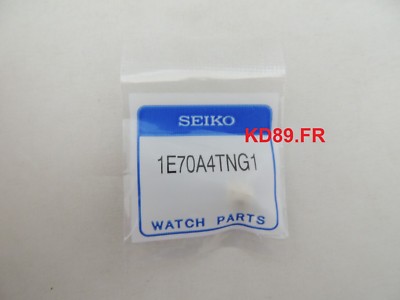 SEIKO
KD89.FR
1E70A4TNG1
WATCH PARTS